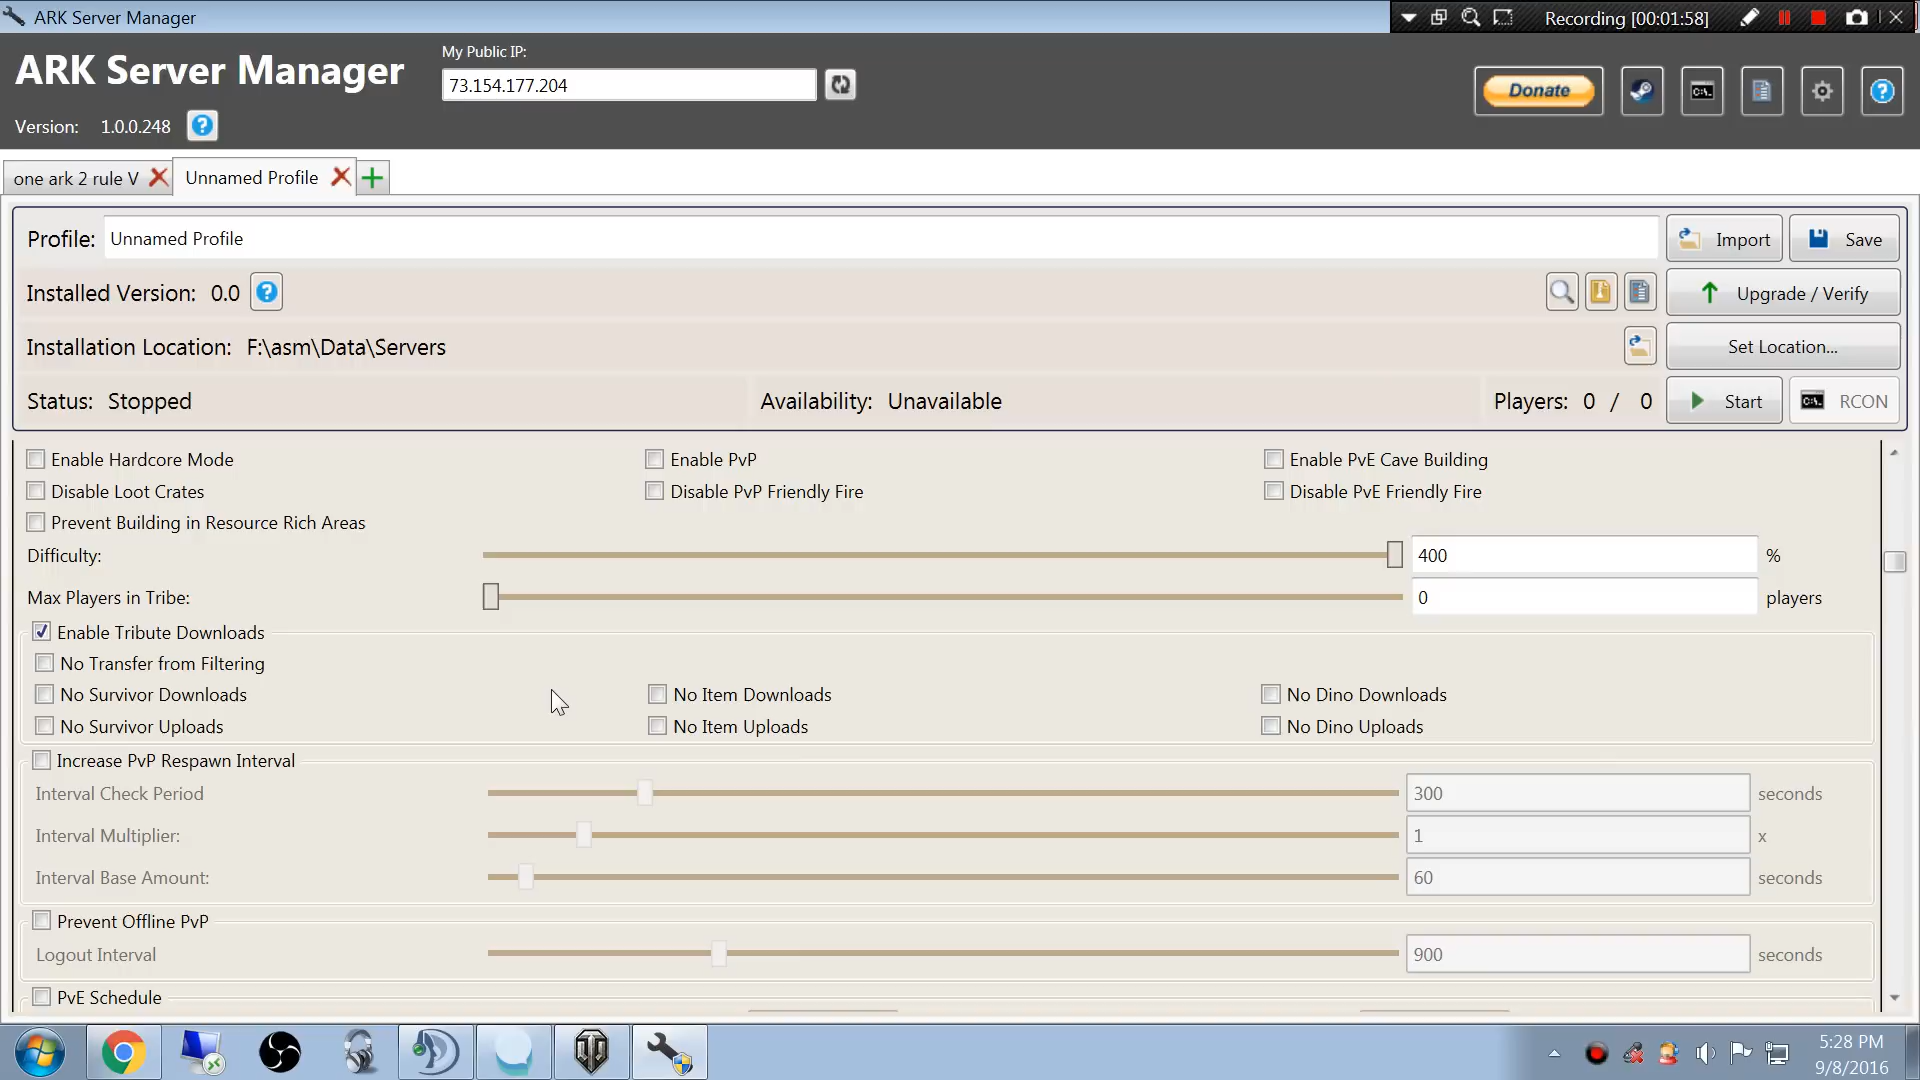 ARK Server Manager
Recording [00:01:58]
ARK Server Manager
My Public IP:
73.154.177.204
Donate
Version: 1.0.0.248
one ark 2 rule V
Unnamed Profile
Profile: Unnamed Profile
Import
Save
Installed Version: 0.0
Upgrade / Verify
Installation Location: F:\asm\Data\Servers
Set Location...
Status: Stopped
Availability: Unavailable
Players: 0 / 0
Start
RCON
Enable Hardcore Mode
Enable PvP
Enable PvE Cave Building
Disable Loot Crates
Disable PvP Friendly Fire
Disable PvE Friendly Fire
Prevent Building in Resource Rich Areas
Difficulty: 400 %
Max Players in Tribe: 0 players
Enable Tribute Downloads
No Transfer from Filtering
No Survivor Downloads
No Item Downloads
No Dino Downloads
No Survivor Uploads
No Item Uploads
No Dino Uploads
Increase PvP Respawn Interval
Interval Check Period 300 seconds
Interval Multiplier: 1 x
Interval Base Amount: 60 seconds
Prevent Offline PvP
Logout Interval 900 seconds
PvE Schedule
5:28 PM
9/8/2016